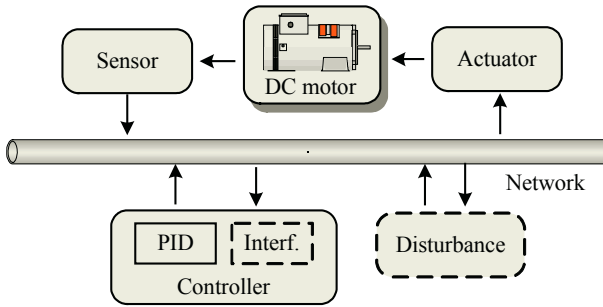 Sensor
DC motor
Actuator
Network
PID
Interf.
Controller
Disturbance